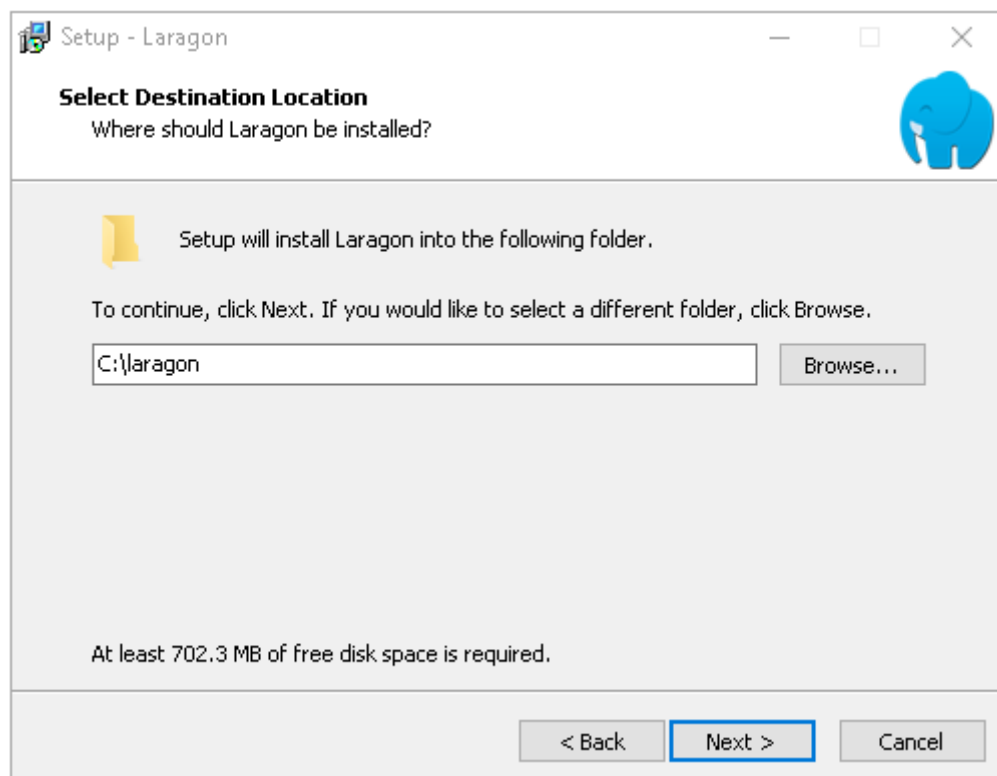 Setup - Laragon
Select Destination Location
Where should Laragon be installed?
Setup will install Laragon into the following folder.
To continue, click Next. If you would like to select a different folder, click Browse.
C:\laragon
Browse...
At least 702.3 MB of free disk space is required.
< Back
Next >
Cancel